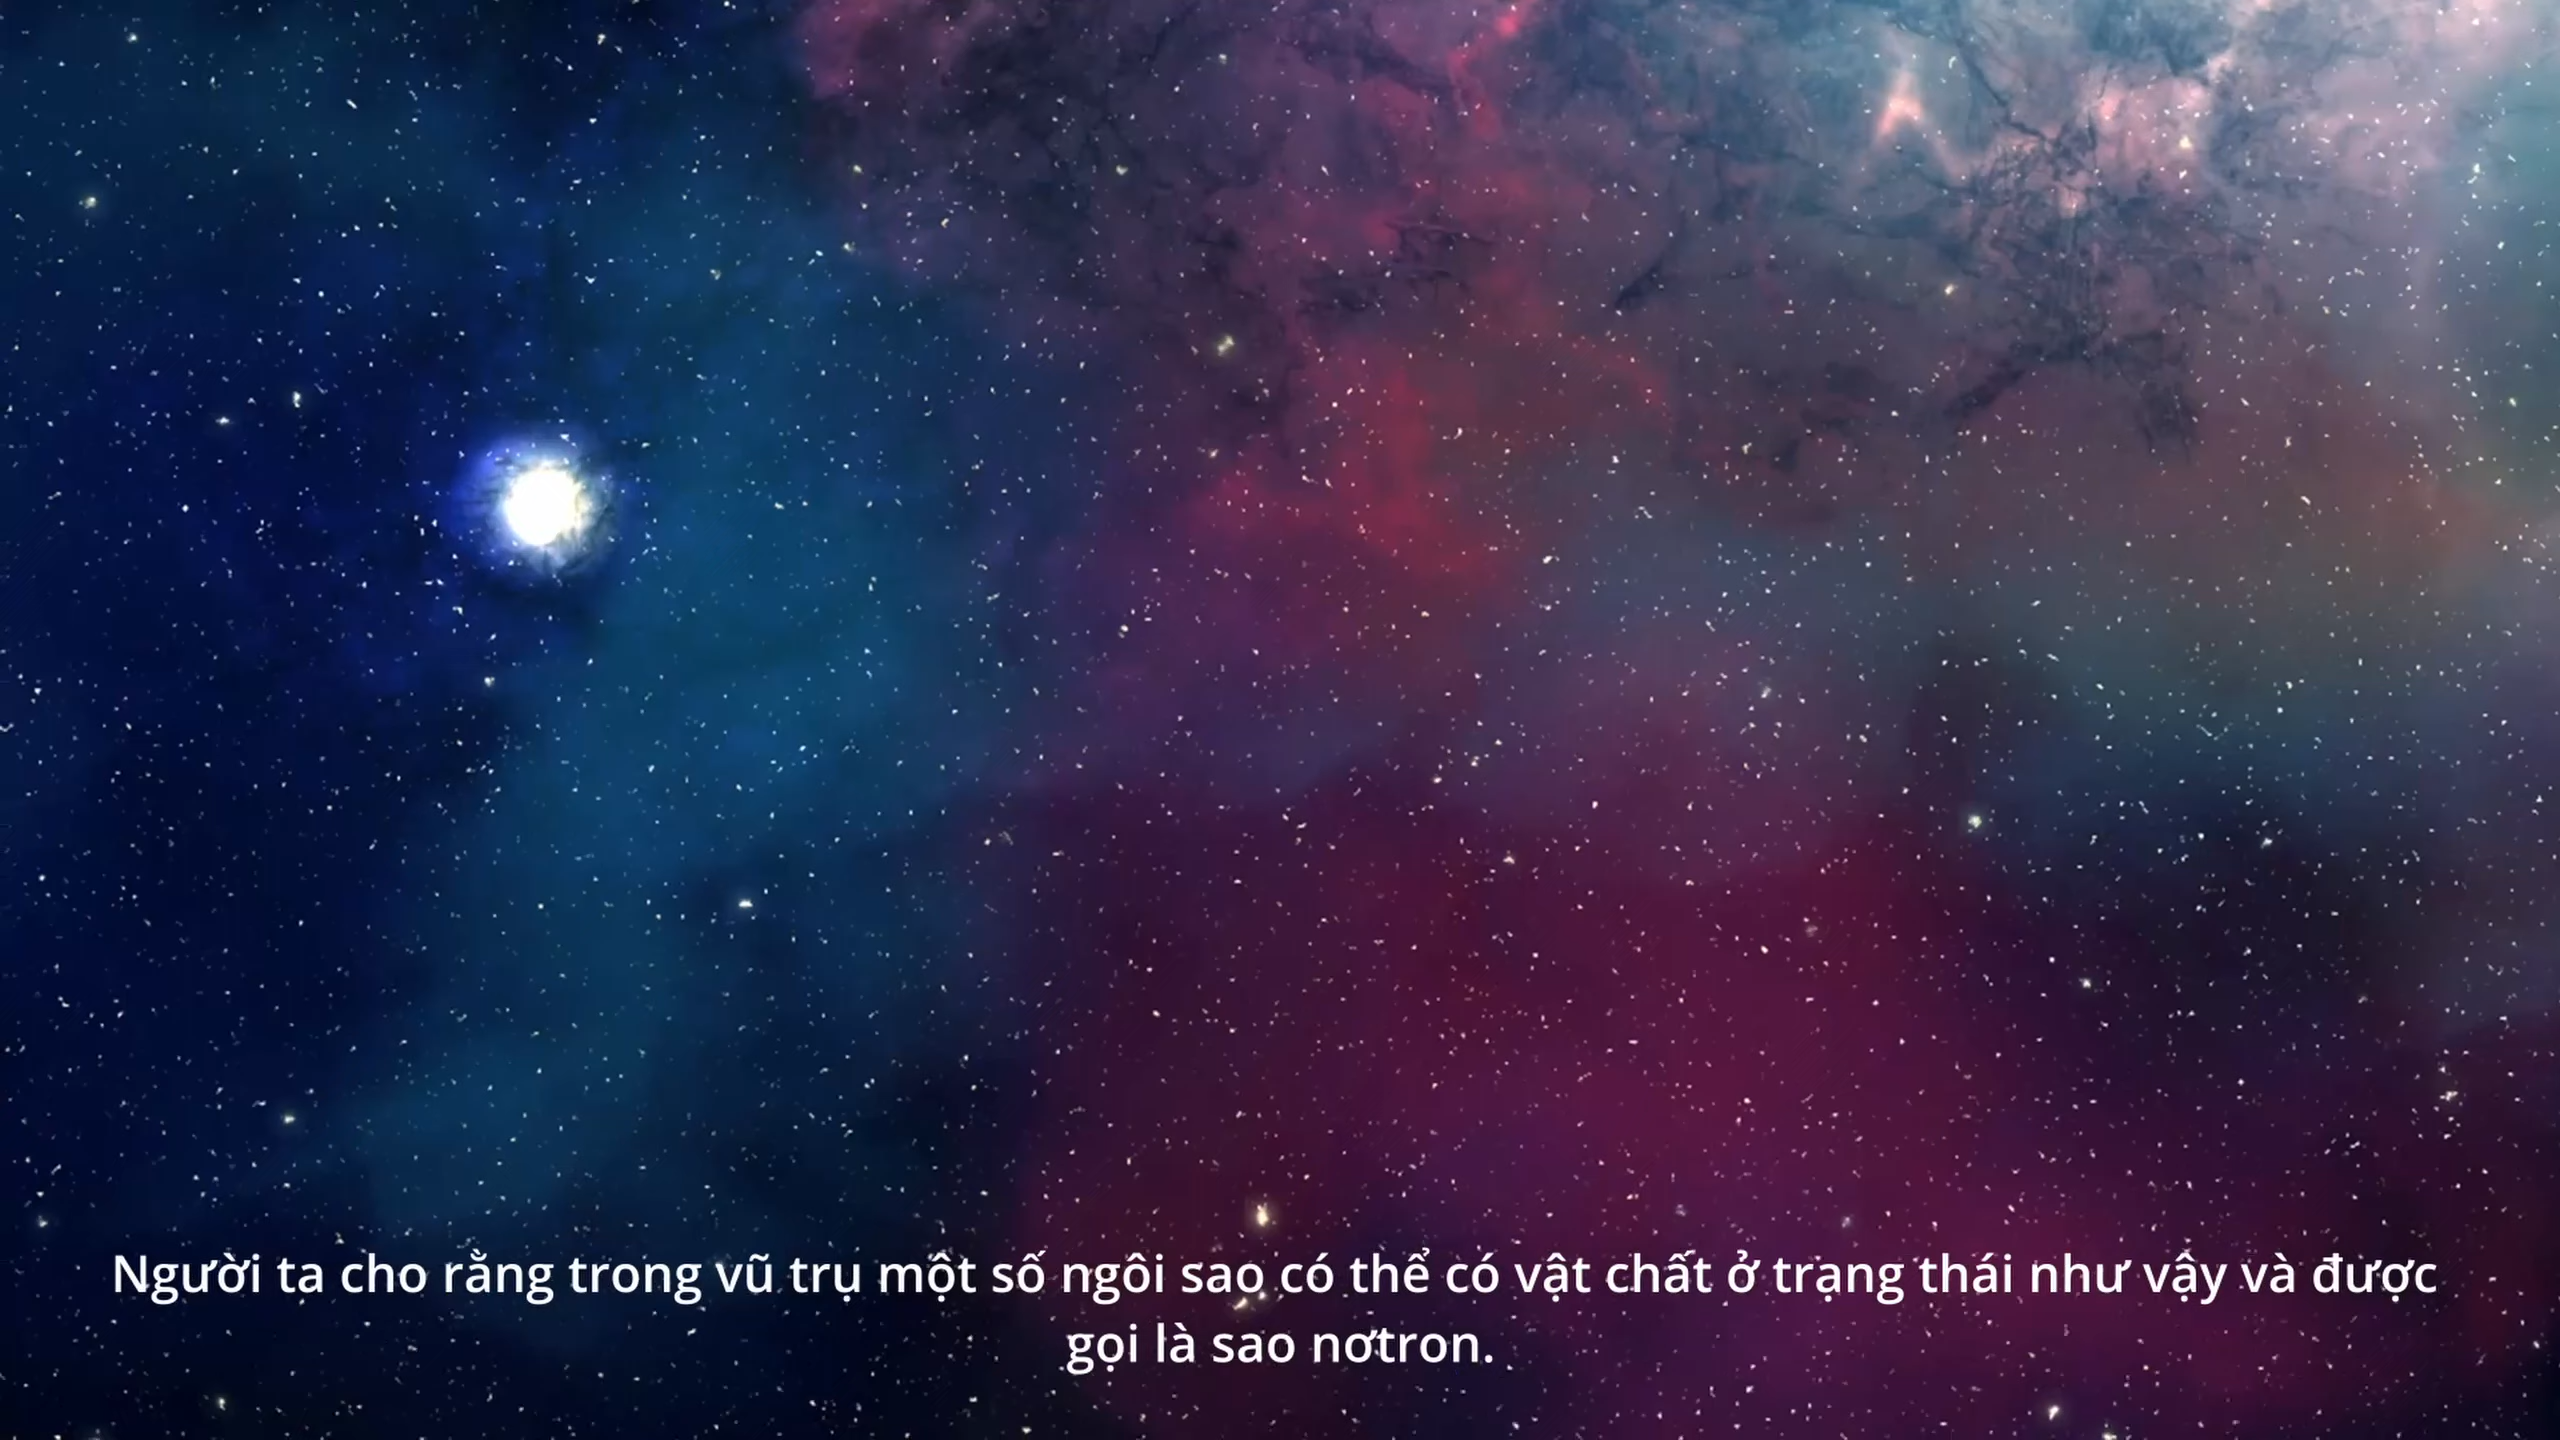 Người ta cho rằng trong vũ trụ một số ngôi sao có thể có vật chất ở trạng thái như vậy và được
gọi là sao nơtron.